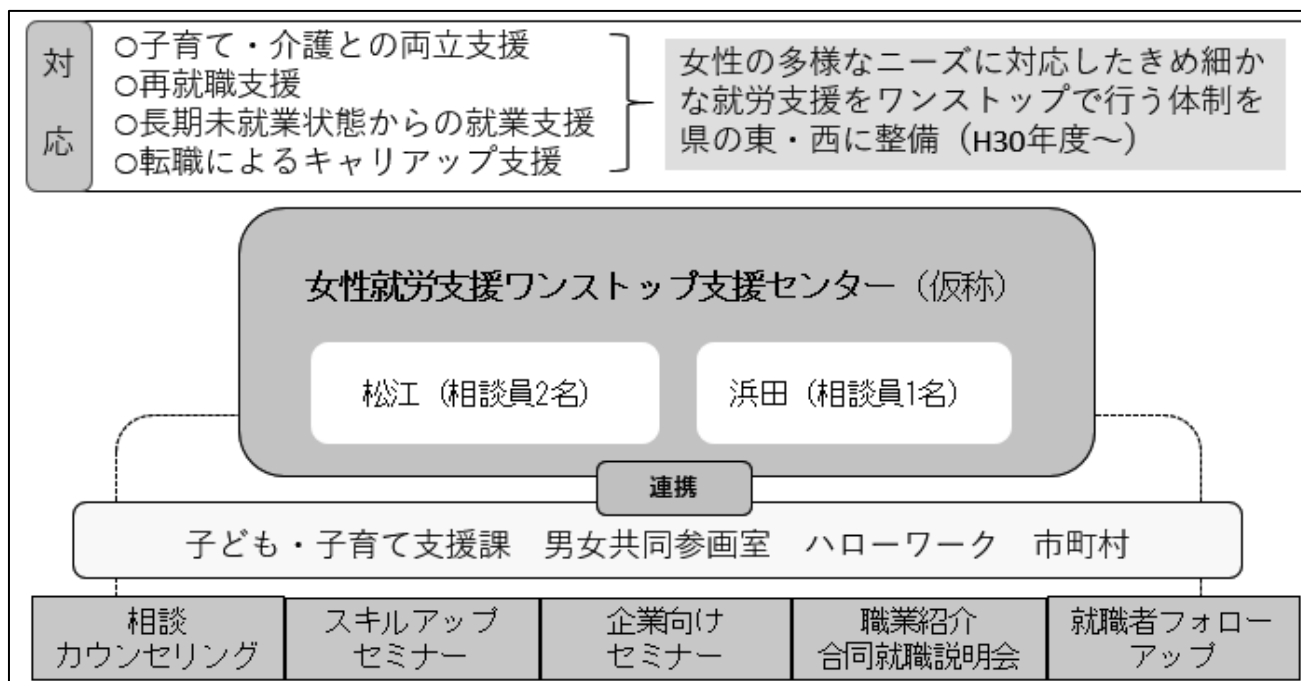 対応
○子育て・介護との両立支援
○再就職支援
○長期未就業状態からの就業支援
○転職によるキャリアップ支援
女性の多様なニーズに対応したきめ細か
な就労支援をワンストップで行う体制を
県の東・西に整備（H30年度～）
女性就労支援ワンストップ支援センター（仮称）
松江（相談員2名）
浜田（相談員1名）
連携
子ども・子育て支援課　男女共同参画室　ハローワーク　市町村
相談
カウンセリング
スキルアップ
セミナー
企業向け
セミナー
職業紹介
合同就職説明会
就職者フォロー
アップ